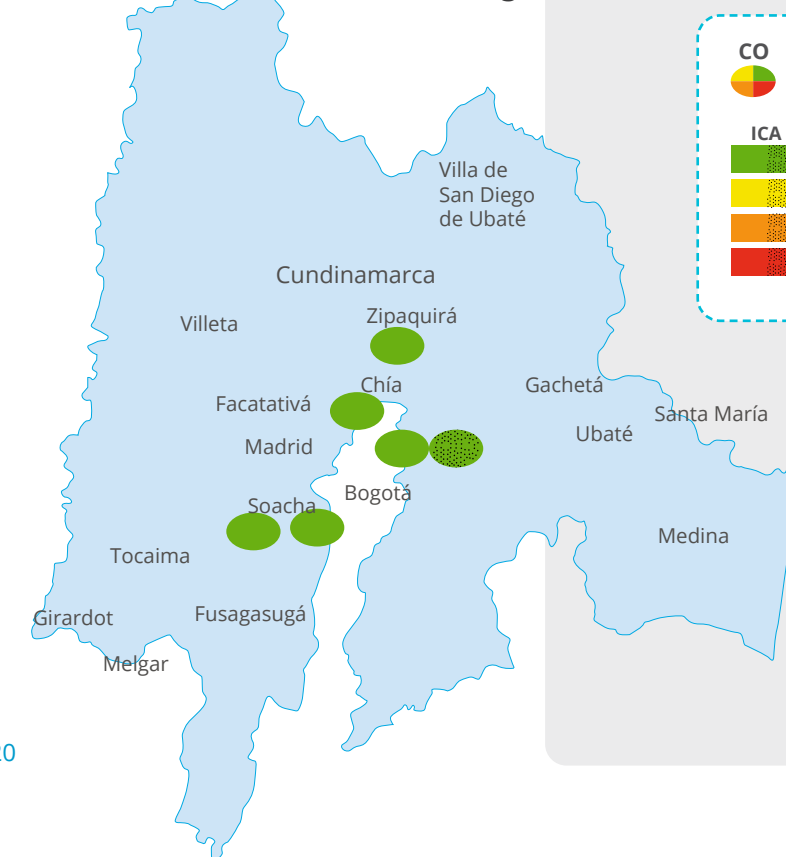 CO
ICA
Villa de
San Diego
de Ubaté
Cundinamarca
Zipaquirá
Villeta
Chía
Gachetá
Facatativá
Santa María
Ubaté
Madrid
Bogotá
Soacha
Medina
Tocaima
Fusagasugá
Girardot
Melgar